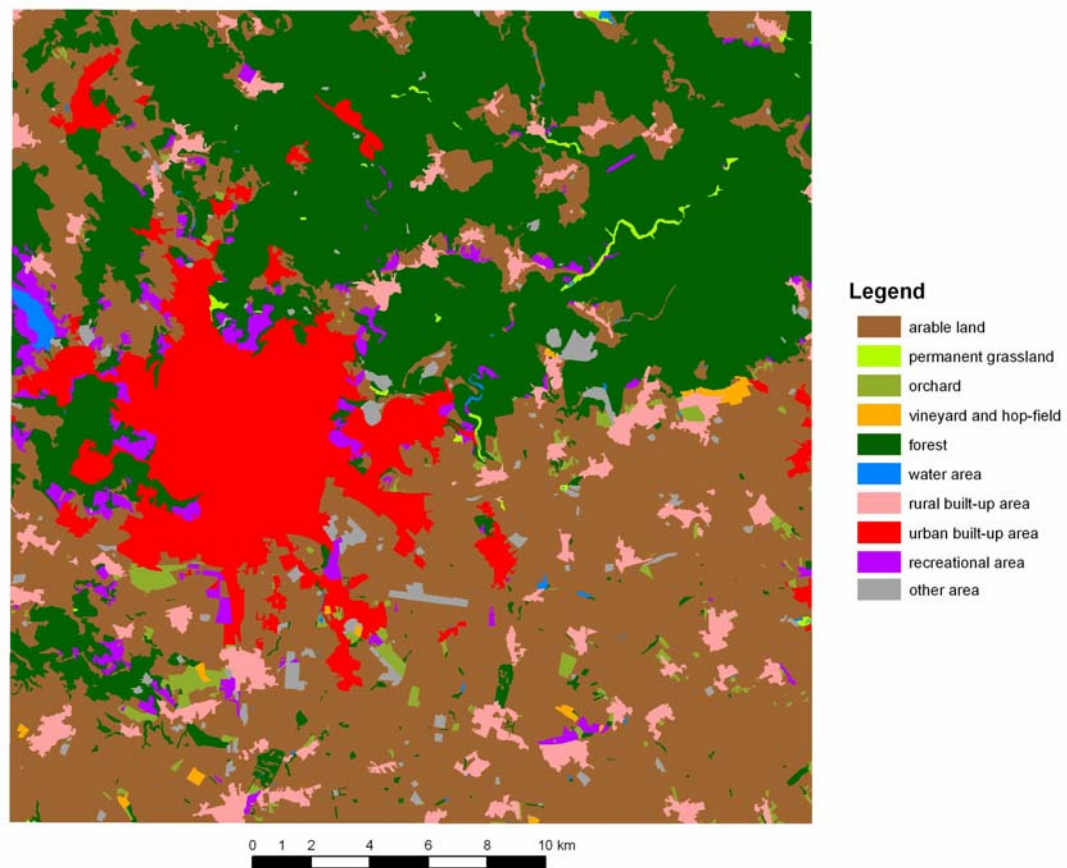 Legend
arable land
permanent grassland
orchard
vineyard and hop-field
forest
water area
rural built-up area
urban built-up area
recreational area
other area
0 1 2 4 6 8 10 km